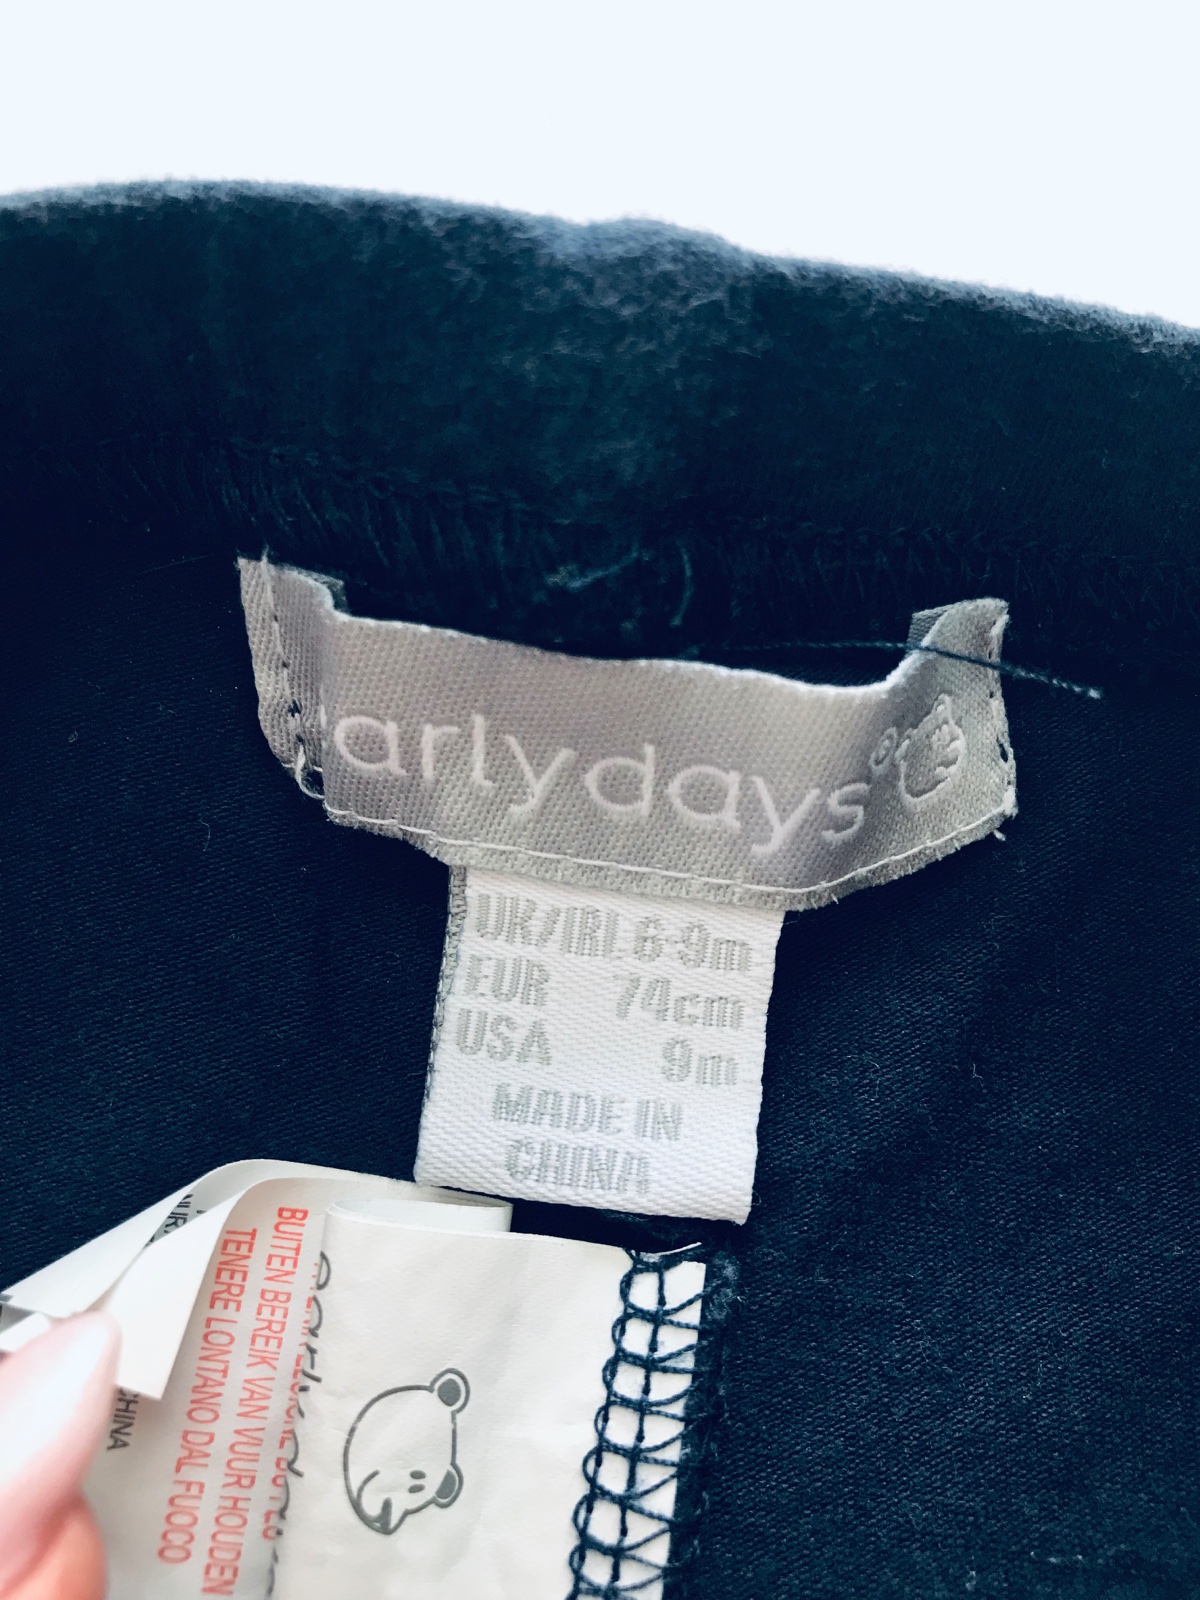 earlydays
UK/IRL 6-9m
EUR 74cm
USA 9m
MADE IN
CHINA
BUITEN BEREIK VAN VUUR HOUDEN
TENERE LONTANO DAL FUOCO
CHINA